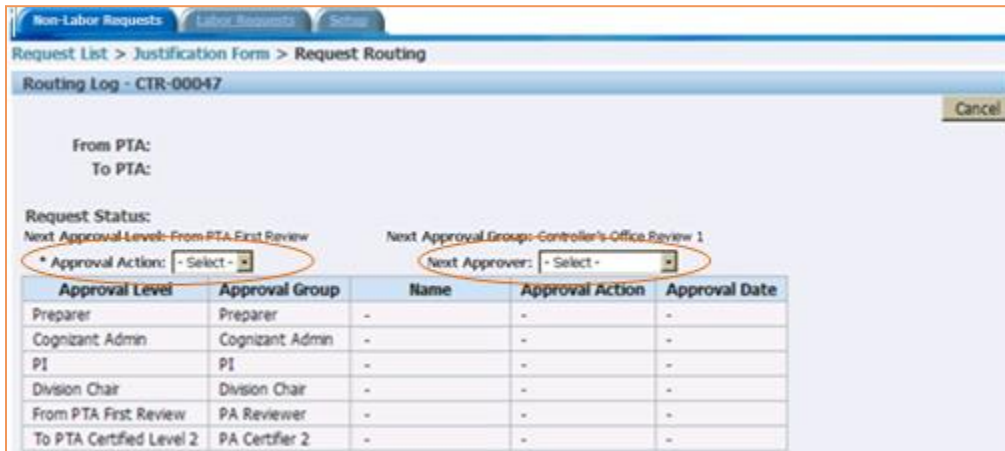 Non-Labor Requests Labor Requests Setup
Request List > Justification Form > Request Routing
Routing Log - CTR-00047
Cancel
From PTA:
To PTA:
Request Status:
Next Approval Level: From PTA First Review Next Approval Group: Controller's Office Review 1
* Approval Action: - Select - Next Approver: - Select -
Approval Level Approval Group Name Approval Action Approval Date
Preparer Preparer - - -
Cognizant Admin Cognizant Admin - - -
PI PI - - -
Division Chair Division Chair - - -
From PTA First Review PA Reviewer - - -
To PTA Certified Level 2 PA Certifier 2 - - -